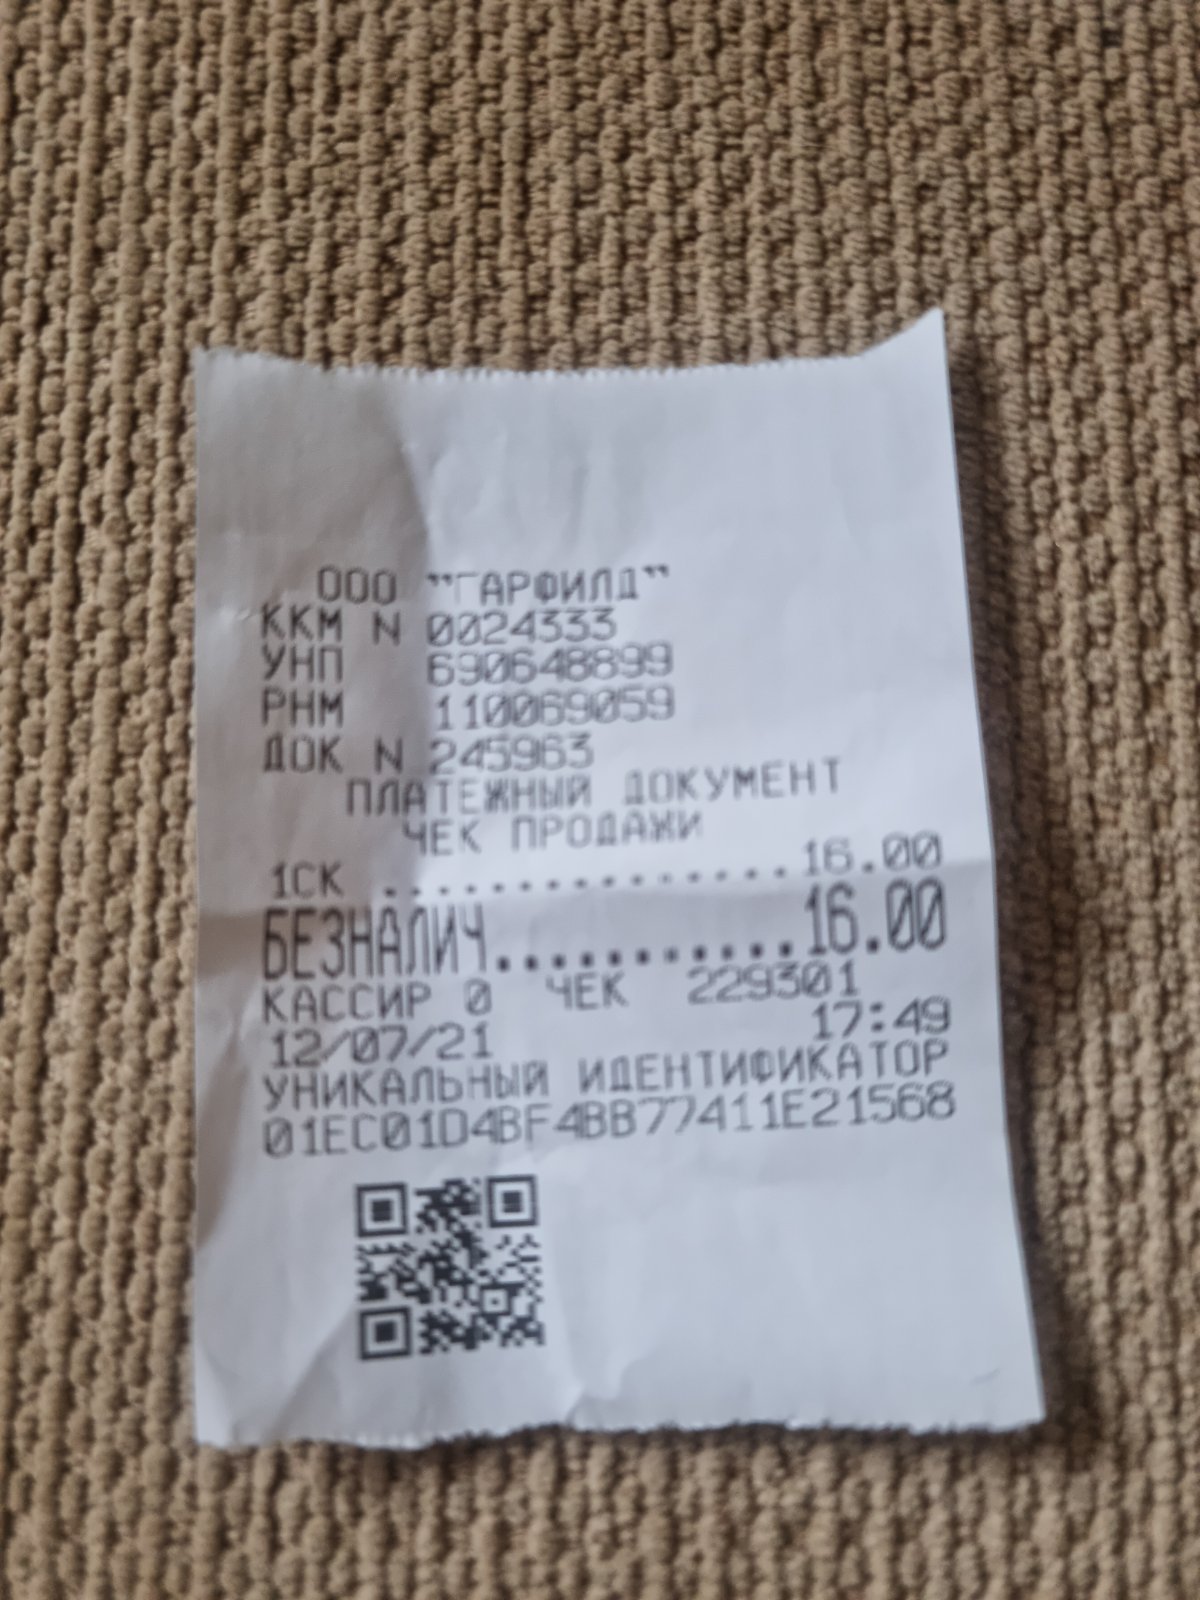 ООО "ГАРФИЛД"
ККМ N 0024333
УНП 690648899
РНМ 110069059
ДОК N 245963
ПЛАТЕЖНЫЙ ДОКУМЕНТ
ЧЕК ПРОДАЖИ
1СК ................16.00
БЕЗНАЛИЧ...........16.00
КАССИР 0 ЧЕК 229301
12/07/21 17:49
УНИКАЛЬНЫЙ ИДЕНТИФИКАТОР
01EC01D4BF4BB77411E21568